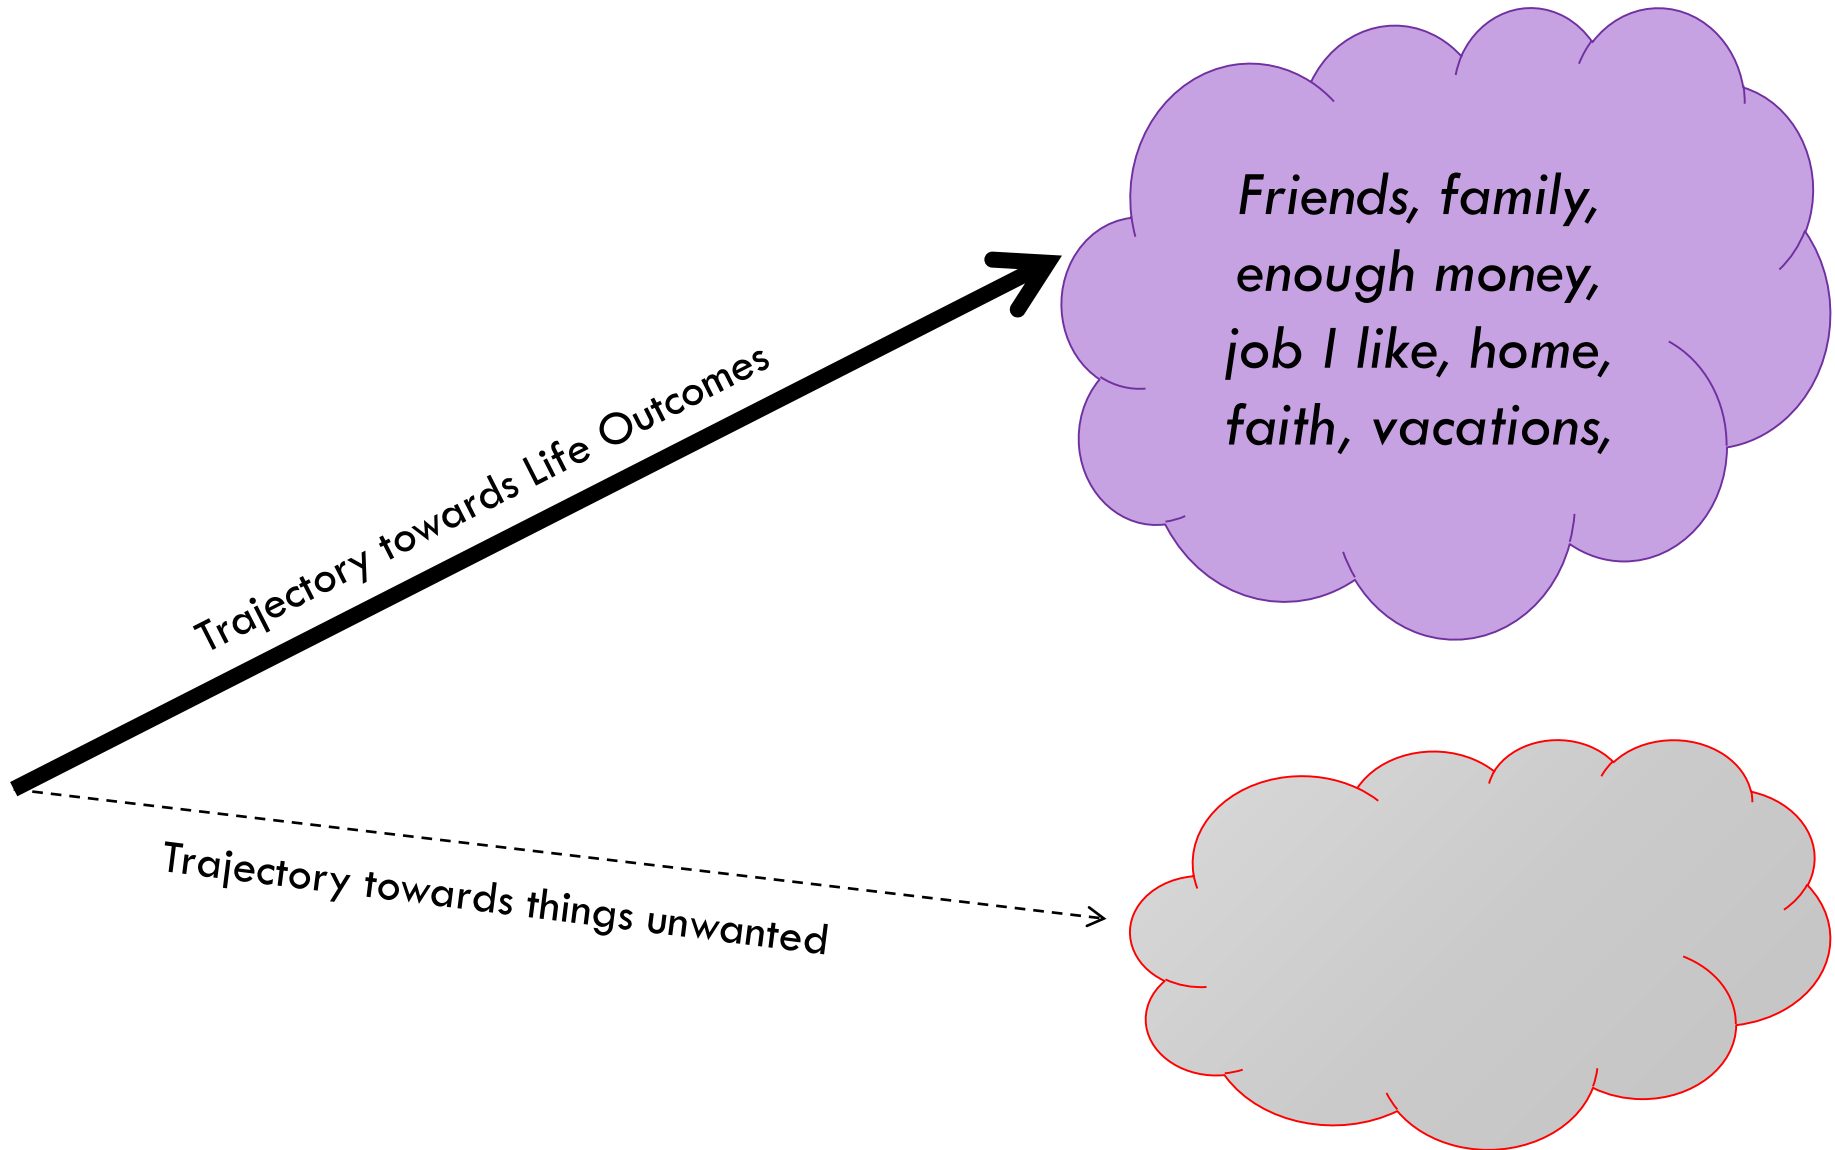 Friends, family,
enough money,
job I like, home,
faith, vacations,
Trajectory towards Life Outcomes
Trajectory towards things unwanted